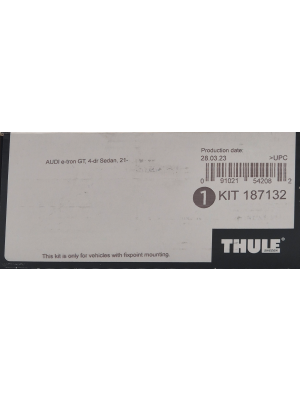 Production date:
28.03.23 >UPC
AUDI e-tron GT, 4-dr Sedan, 21-
0 91021 54208 2
1 KIT 187132
THULE
This kit is only for vehicles with fixpoint mounting.